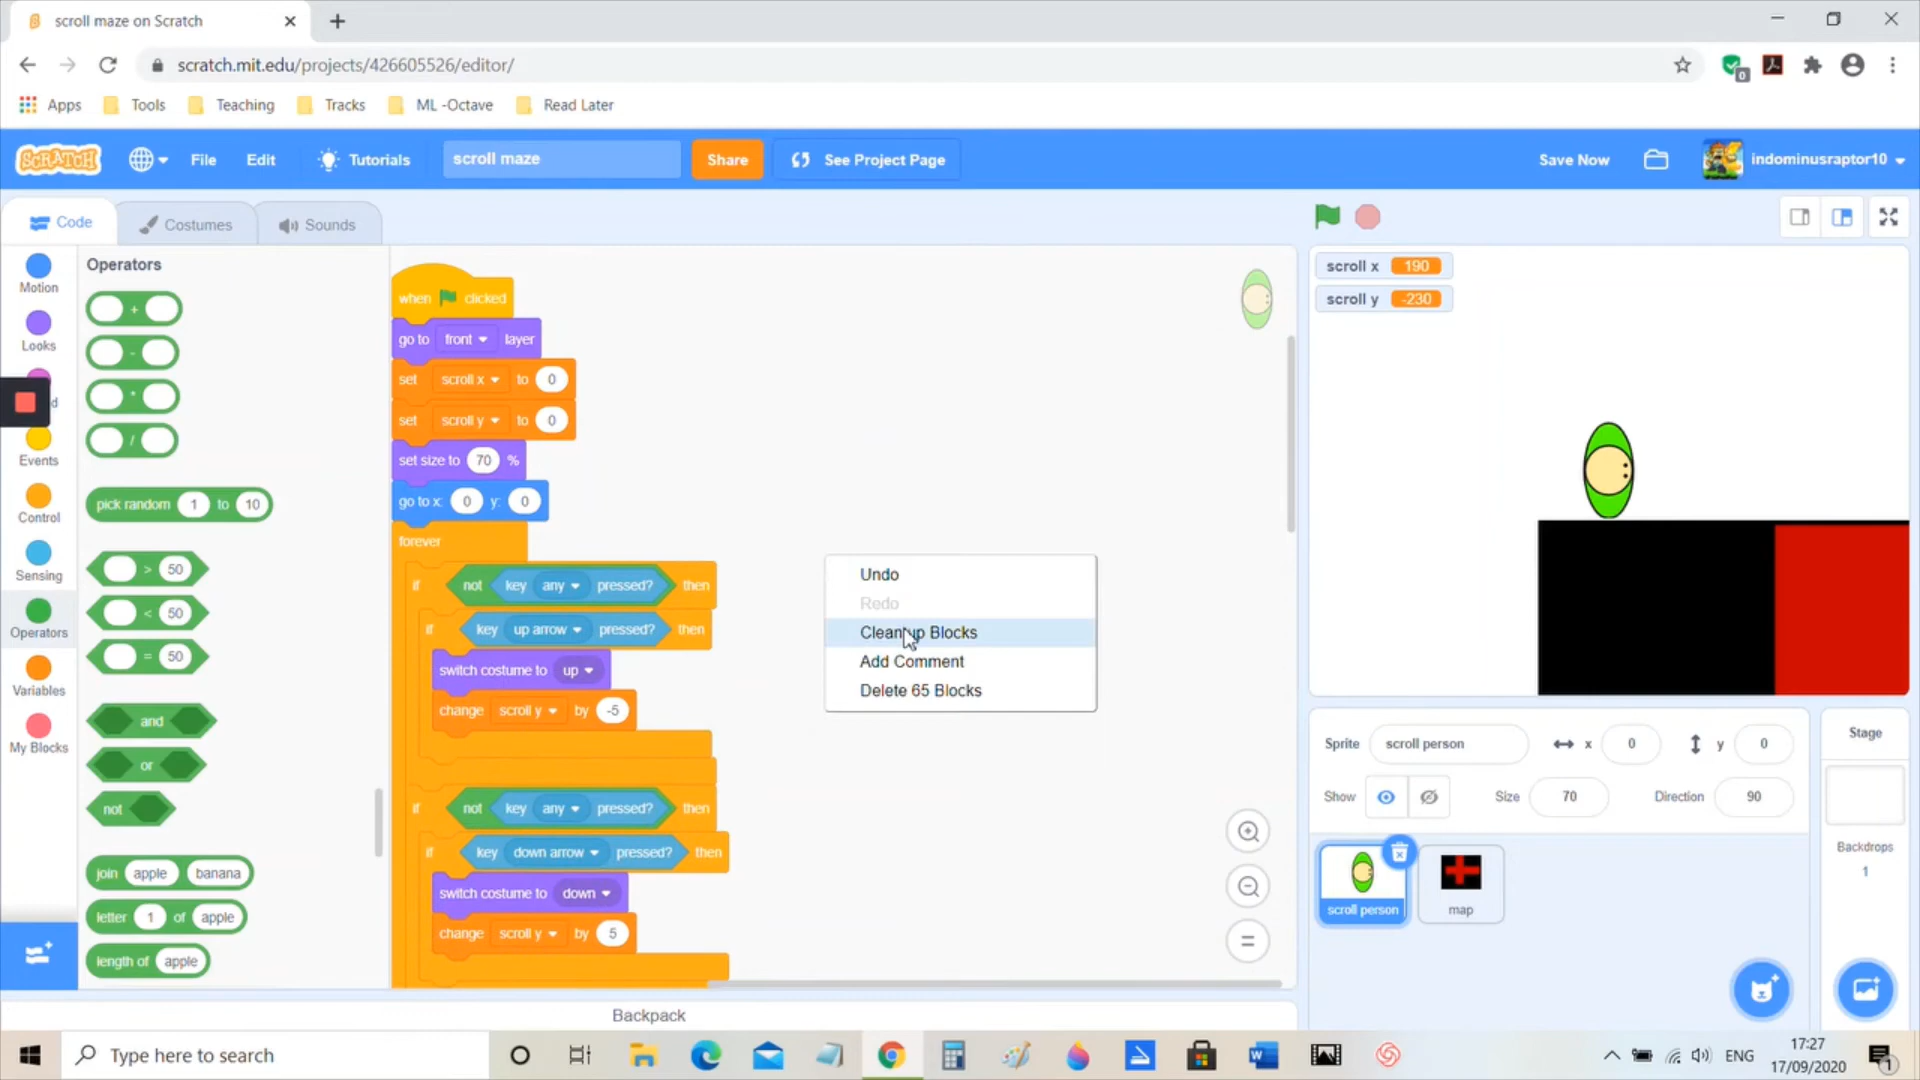 scroll maze on Scratch
scratch.mit.edu/projects/426605526/editor/
0
Apps Tools Teaching Tracks ML -Octave Read Later
SCRATCH File Edit Tutorials scroll maze Share See Project Page Save Now indominusraptor10
Code Costumes Sounds
Motion
Looks
d
Events
Control
Sensing
Operators
Variables
My Blocks
Operators
+
-
*
/
pick random 1 to 10
> 50
< 50
= 50
and
or
not
join apple banana
letter 1 of apple
length of apple
when clicked
go to front layer
set scroll x to 0
set scroll y to 0
set size to 70 %
go to x: 0 y: 0
forever
if not key any pressed? then
if key up arrow pressed? then
switch costume to up
change scroll y by -5
if not key any pressed? then
if key down arrow pressed? then
switch costume to down
change scroll y by 5
Undo
Redo
Clean up Blocks
Add Comment
Delete 65 Blocks
Backpack
scroll x 190
scroll y -230
Sprite scroll person x 0 y 0
Show Size 70 Direction 90
scroll person
map
Stage
Backdrops
1
Type here to search
ENG
17:27
17/09/2020
1